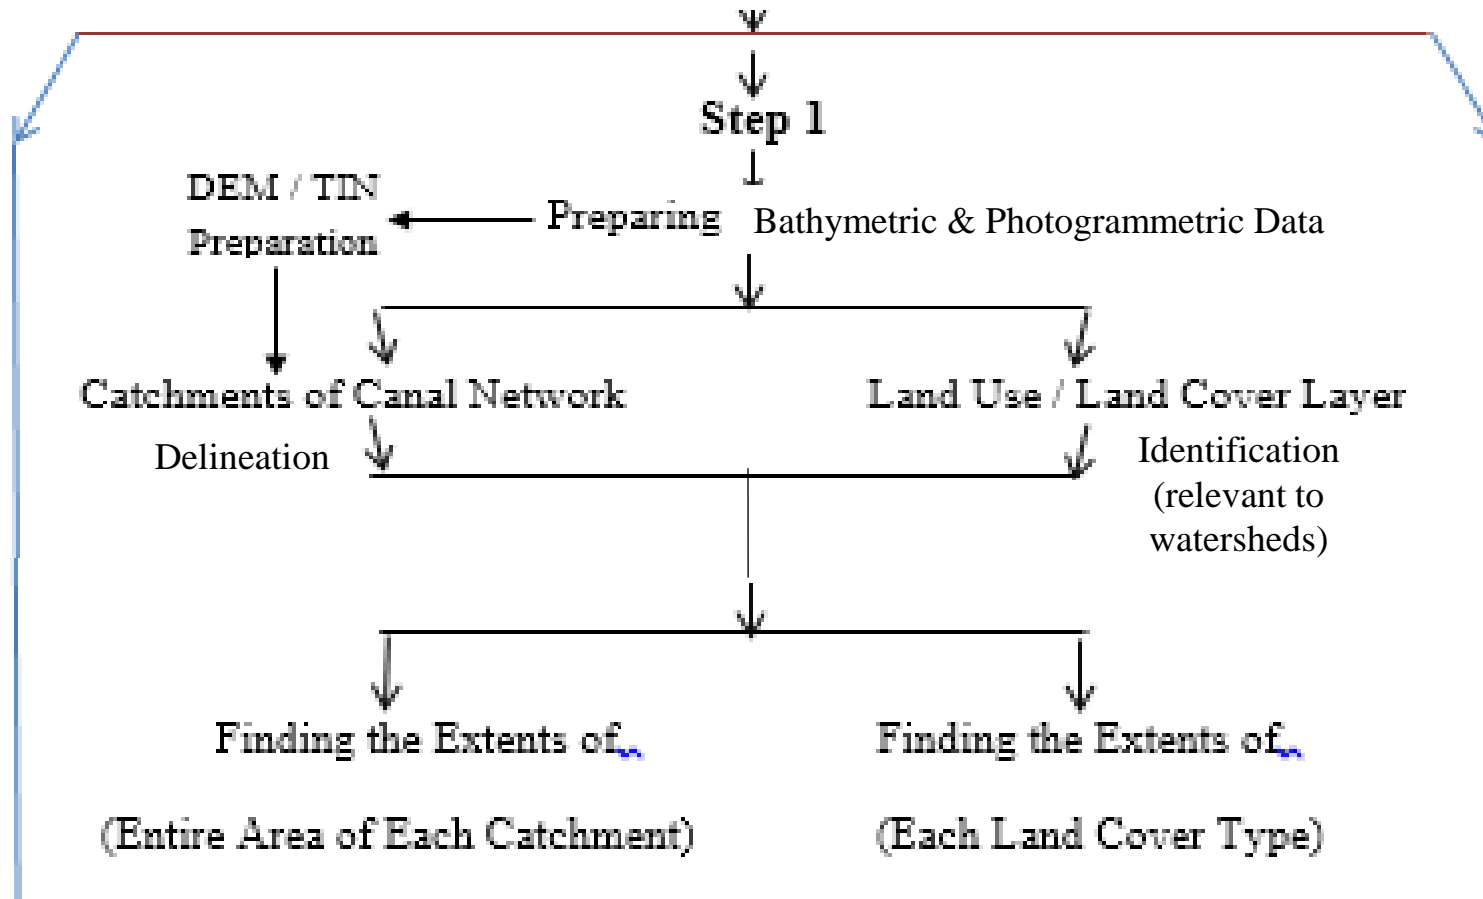 Step 1
DEM / TIN
Preparation
Preparing Bathymetric & Photogrammetric Data
Catchments of Canal Network
Delineation
Land Use / Land Cover Layer
Identification
(relevant to
watersheds)
Finding the Extents of
(Entire Area of Each Catchment)
Finding the Extents of
(Each Land Cover Type)